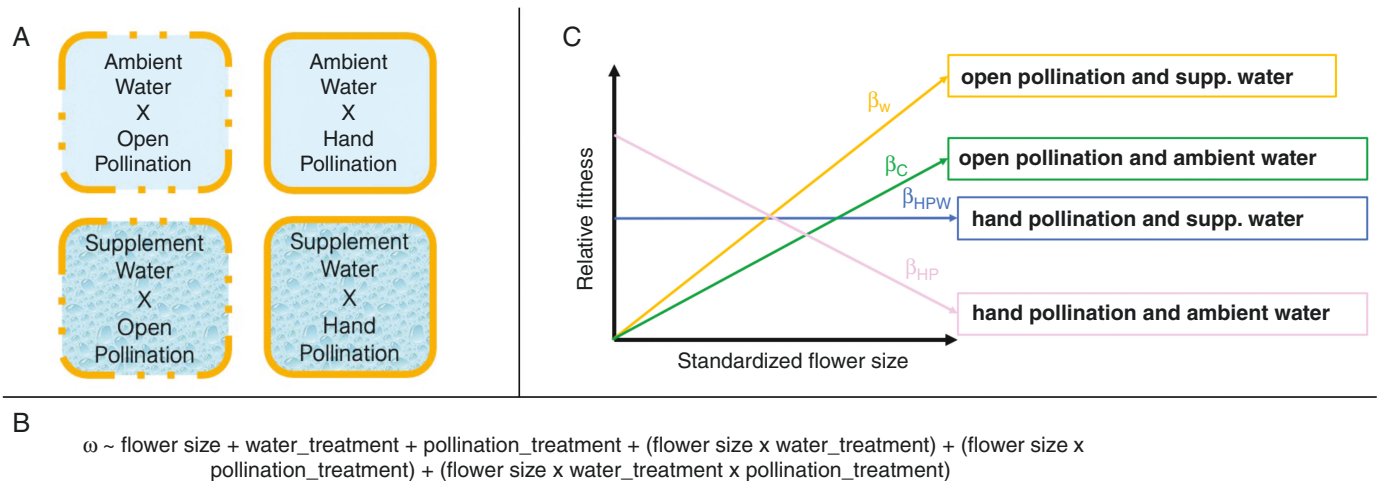 A
Ambient
Water
X
Open
Pollination
Ambient
Water
X
Hand
Pollination
Supplement
Water
X
Open
Pollination
Supplement
Water
X
Hand
Pollination
C
Relative fitness
Standardized flower size
βw
open pollination and supp. water
βC
open pollination and ambient water
βHPW
hand pollination and supp. water
βHP
hand pollination and ambient water
B
ω ~ flower size + water_treatment + pollination_treatment + (flower size x water_treatment) + (flower size x
pollination_treatment) + (flower size x water_treatment x pollination_treatment)